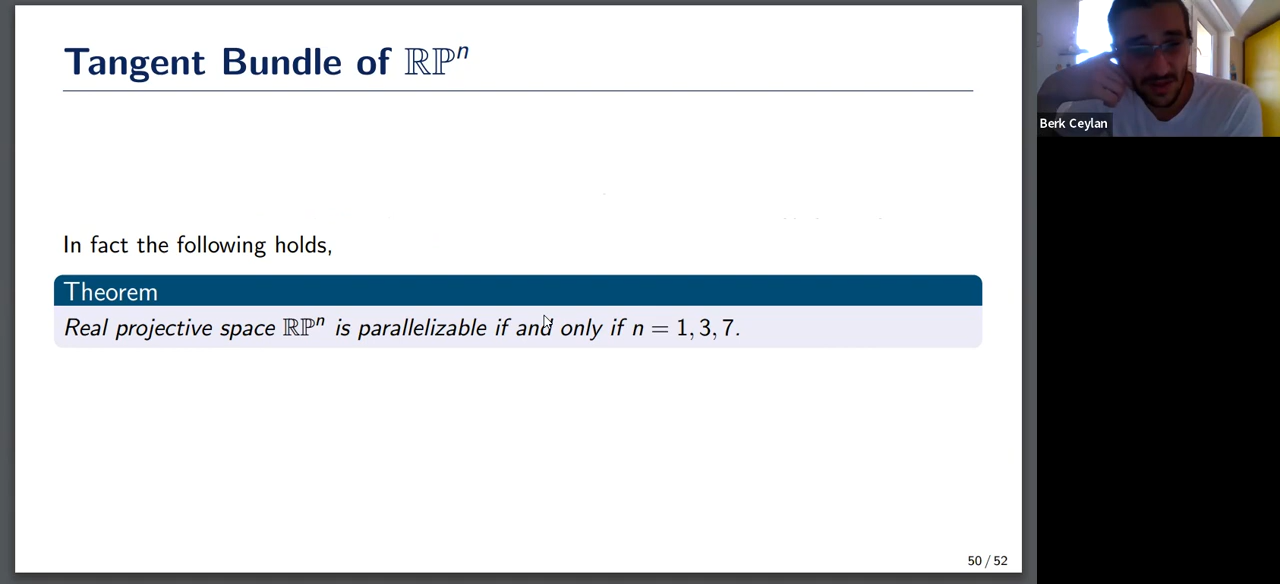 Tangent Bundle of ℝℙⁿ
In fact the following holds,
Theorem
Real projective space ℝℙⁿ is parallelizable if and only if n = 1, 3, 7.
50 / 52
Berk Ceylan